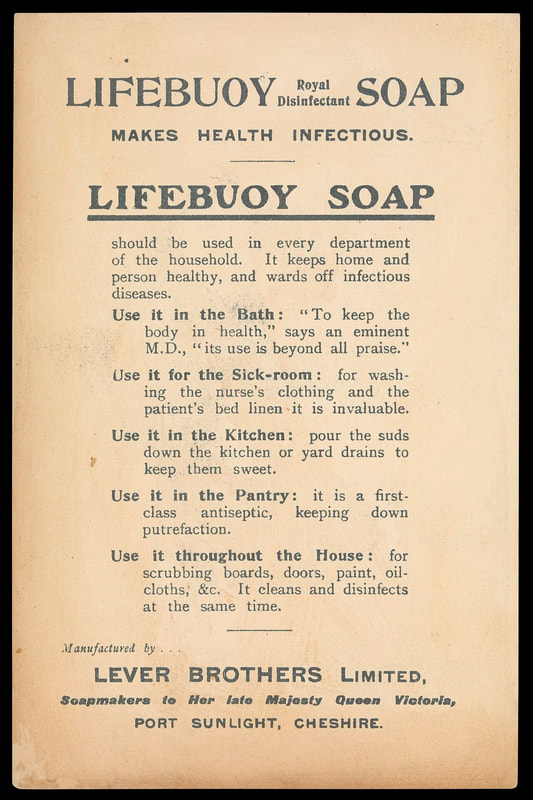 LIFEBUOY Royal Disinfectant SOAP
MAKES HEALTH INFECTIOUS.
LIFEBUOY SOAP
should be used in every department
of the household. It keeps home and
person healthy, and wards off infectious
diseases.
Use it in the Bath: "To keep the
body in health," says an eminent
M.D., "its use is beyond all praise."
Use it for the Sick-room: for wash-
ing the nurse's clothing and the
patient's bed linen it is invaluable.
Use it in the Kitchen: pour the suds
down the kitchen or yard drains to
keep them sweet.
Use it in the Pantry: it is a first-
class antiseptic, keeping down
putrefaction.
Use it throughout the House: for
scrubbing boards, doors, paint, oil-
cloths, &c. It cleans and disinfects
at the same time.
Manufactured by . . .
LEVER BROTHERS LIMITED,
Soapmakers to Her late Majesty Queen Victoria,
PORT SUNLIGHT, CHESHIRE.